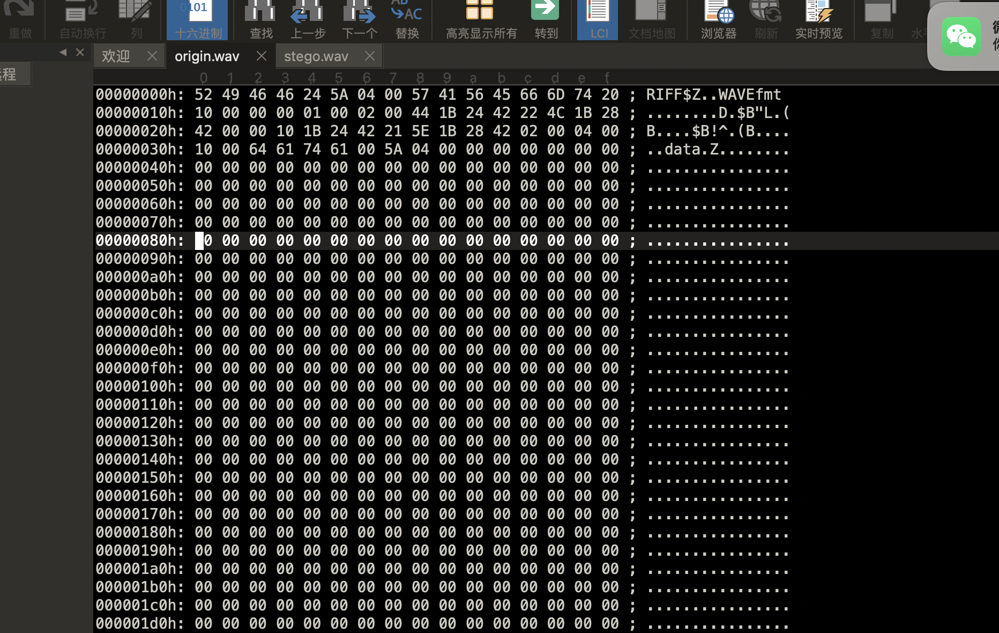 0101
AB
AC
重做
自动换行
列
十六进制
查找
上一步
下一个
替换
高亮显示所有
转到
LCI
文档地图
浏览器
刷新
实时预览
复制
欢迎
origin.wav
stego.wav
程
0 1 2 3 4 5 6 7 8 9 a b c d e f
00000000h: 52 49 46 46 24 5A 04 00 57 41 56 45 66 6D 74 20 ; RIFF$Z..WAVEfmt
00000010h: 10 00 00 00 01 00 02 00 44 1B 24 42 22 4C 1B 28 ; ........D.$B"L.(
00000020h: 42 00 00 10 1B 24 42 21 5E 1B 28 42 02 00 04 00 ; B....$B!^.(B....
00000030h: 10 00 64 61 74 61 00 5A 04 00 00 00 00 00 00 00 ; ..data.Z........
00000040h: 00 00 00 00 00 00 00 00 00 00 00 00 00 00 00 00 ; ................
00000050h: 00 00 00 00 00 00 00 00 00 00 00 00 00 00 00 00 ; ................
00000060h: 00 00 00 00 00 00 00 00 00 00 00 00 00 00 00 00 ; ................
00000070h: 00 00 00 00 00 00 00 00 00 00 00 00 00 00 00 00 ; ................
00000080h: 0 00 00 00 00 00 00 00 00 00 00 00 00 00 00 00 ; ................
00000090h: 00 00 00 00 00 00 00 00 00 00 00 00 00 00 00 00 ; ................
000000a0h: 00 00 00 00 00 00 00 00 00 00 00 00 00 00 00 00 ; ................
000000b0h: 00 00 00 00 00 00 00 00 00 00 00 00 00 00 00 00 ; ................
000000c0h: 00 00 00 00 00 00 00 00 00 00 00 00 00 00 00 00 ; ................
000000d0h: 00 00 00 00 00 00 00 00 00 00 00 00 00 00 00 00 ; ................
000000e0h: 00 00 00 00 00 00 00 00 00 00 00 00 00 00 00 00 ; ................
000000f0h: 00 00 00 00 00 00 00 00 00 00 00 00 00 00 00 00 ; ................
00000100h: 00 00 00 00 00 00 00 00 00 00 00 00 00 00 00 00 ; ................
00000110h: 00 00 00 00 00 00 00 00 00 00 00 00 00 00 00 00 ; ................
00000120h: 00 00 00 00 00 00 00 00 00 00 00 00 00 00 00 00 ; ................
00000130h: 00 00 00 00 00 00 00 00 00 00 00 00 00 00 00 00 ; ................
00000140h: 00 00 00 00 00 00 00 00 00 00 00 00 00 00 00 00 ; ................
00000150h: 00 00 00 00 00 00 00 00 00 00 00 00 00 00 00 00 ; ................
00000160h: 00 00 00 00 00 00 00 00 00 00 00 00 00 00 00 00 ; ................
00000170h: 00 00 00 00 00 00 00 00 00 00 00 00 00 00 00 00 ; ................
00000180h: 00 00 00 00 00 00 00 00 00 00 00 00 00 00 00 00 ; ................
00000190h: 00 00 00 00 00 00 00 00 00 00 00 00 00 00 00 00 ; ................
000001a0h: 00 00 00 00 00 00 00 00 00 00 00 00 00 00 00 00 ; ................
000001b0h: 00 00 00 00 00 00 00 00 00 00 00 00 00 00 00 00 ; ................
000001c0h: 00 00 00 00 00 00 00 00 00 00 00 00 00 00 00 00 ; ................
000001d0h: 00 00 00 00 00 00 00 00 00 00 00 00 00 00 00 00 ; ................